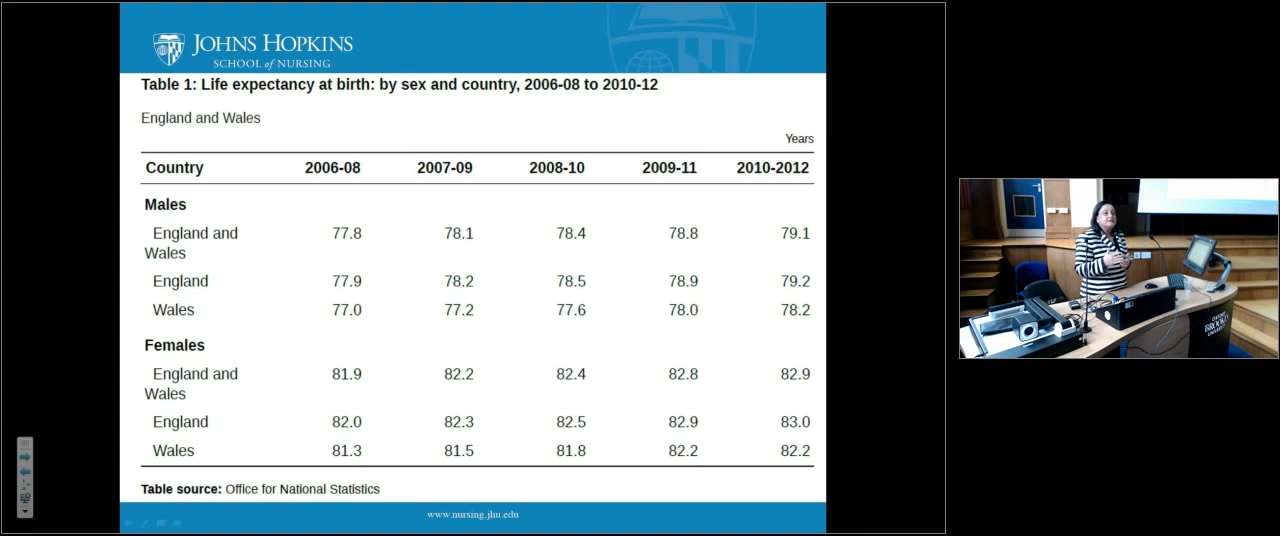 JOHNS HOPKINS
SCHOOL of NURSING
Table 1: Life expectancy at birth: by sex and country, 2006-08 to 2010-12
England and Wales
Years
Country 2006-08 2007-09 2008-10 2009-11 2010-2012
Males
England and 77.8 78.1 78.4 78.8 79.1
Wales
England 77.9 78.2 78.5 78.9 79.2
Wales 77.0 77.2 77.6 78.0 78.2
Females
England and 81.9 82.2 82.4 82.8 82.9
Wales
England 82.0 82.3 82.5 82.9 83.0
Wales 81.3 81.5 81.8 82.2 82.2
Table source: Office for National Statistics
www.nursing.jhu.edu
OXFORD
BROOKES
UNIVERSITY